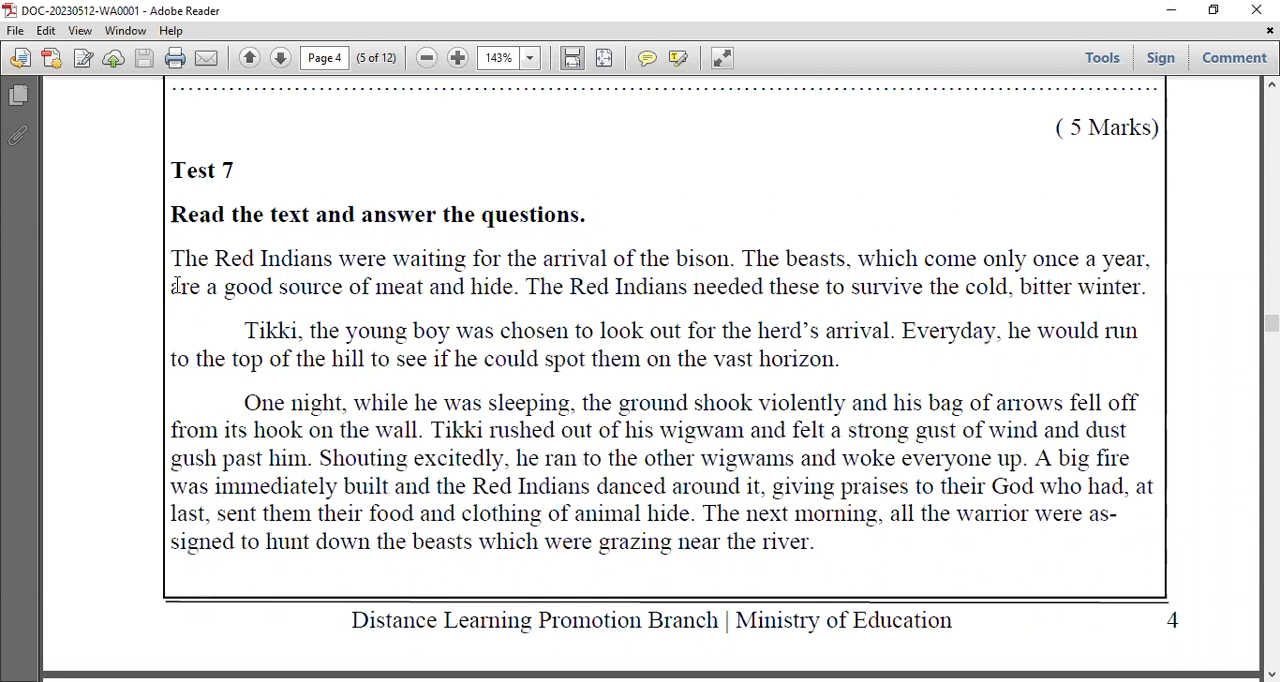 DOC-20230512-WA0001 - Adobe Reader
File Edit View Window Help
Page 4 (5 of 12) 143% Tools Sign Comment
( 5 Marks)
Test 7
Read the text and answer the questions.
The Red Indians were waiting for the arrival of the bison. The beasts, which come only once a year,
are a good source of meat and hide. The Red Indians needed these to survive the cold, bitter winter.
Tikki, the young boy was chosen to look out for the herd's arrival. Everyday, he would run
to the top of the hill to see if he could spot them on the vast horizon.
One night, while he was sleeping, the ground shook violently and his bag of arrows fell off
from its hook on the wall. Tikki rushed out of his wigwam and felt a strong gust of wind and dust
gush past him. Shouting excitedly, he ran to the other wigwams and woke everyone up. A big fire
was immediately built and the Red Indians danced around it, giving praises to their God who had, at
last, sent them their food and clothing of animal hide. The next morning, all the warrior were as-
signed to hunt down the beasts which were grazing near the river.
Distance Learning Promotion Branch | Ministry of Education 4